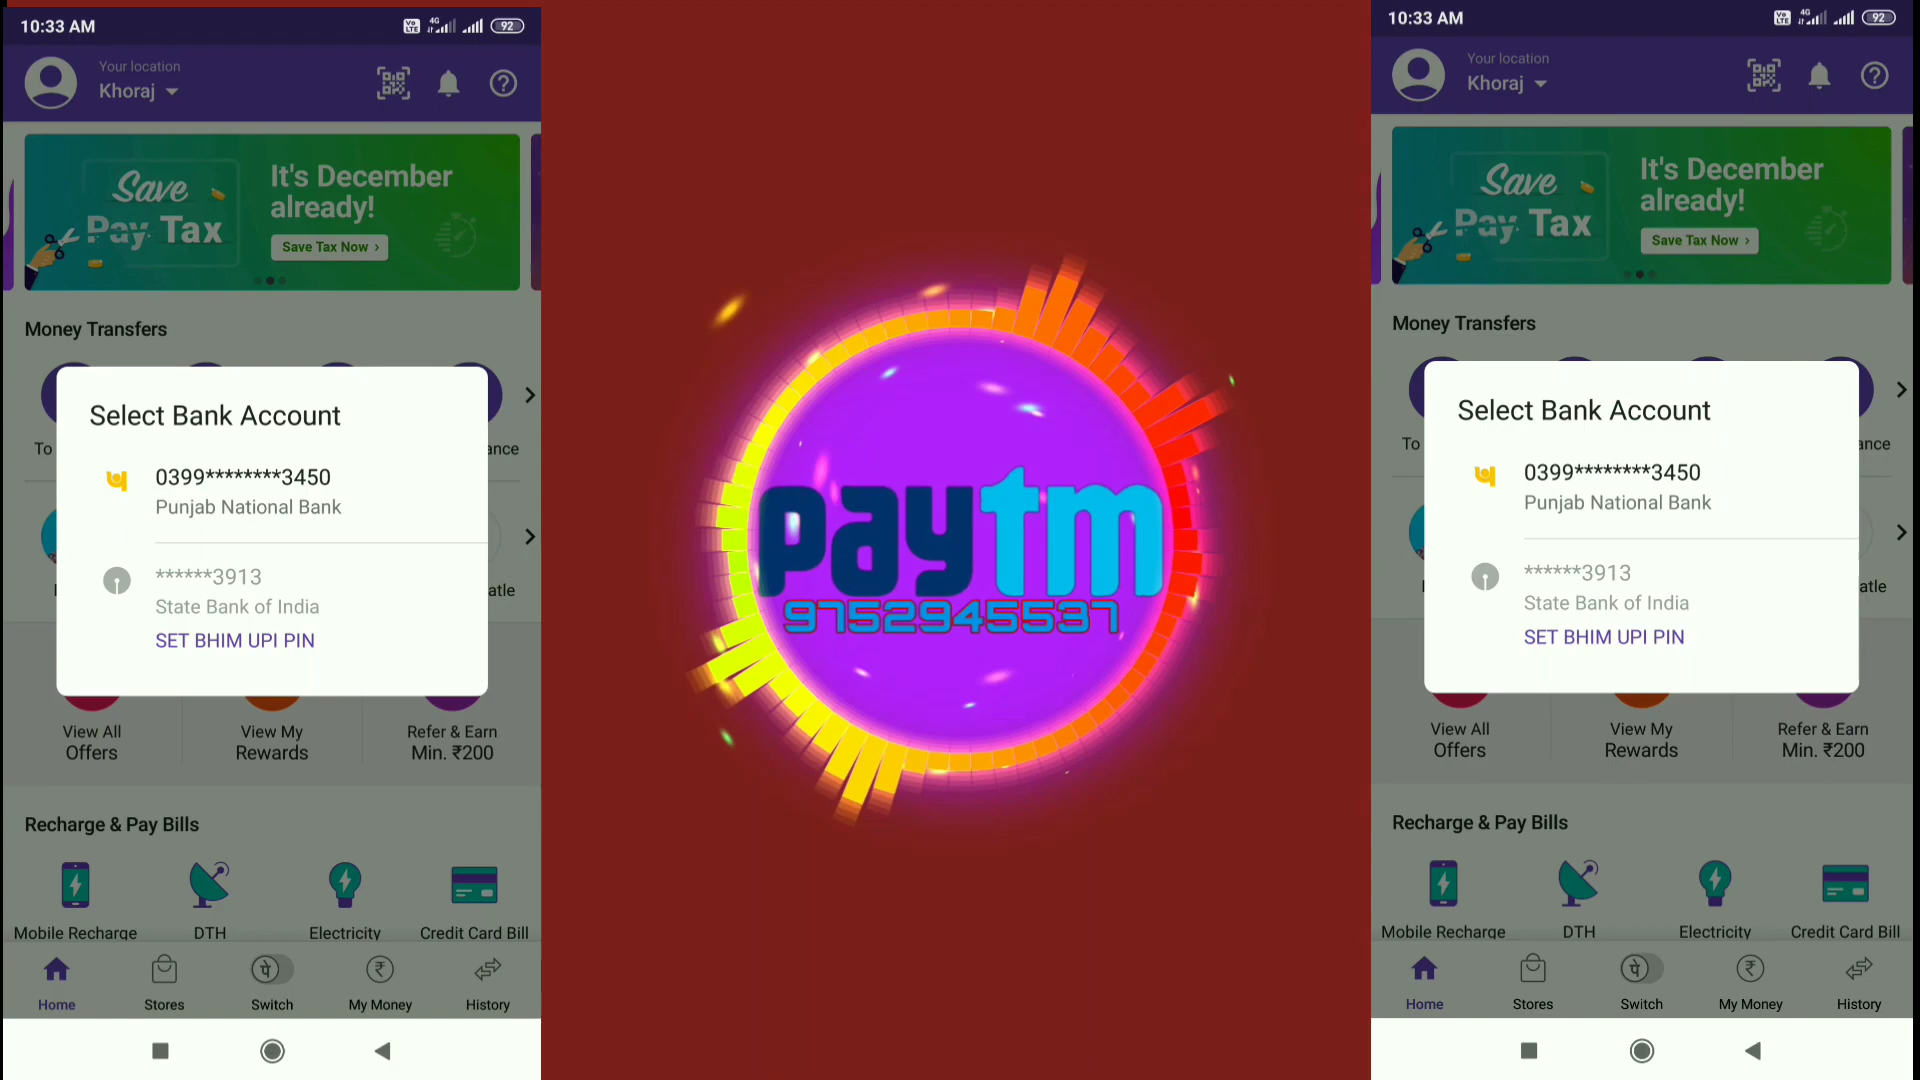 10:33 AM
Vo LTE 4G 92
Your location
Khoraj
Save
Pay Tax
It's December
already!
Save Tax Now ›
Money Transfers
To
ance
Select Bank Account
0399********3450
Punjab National Bank
******3913
State Bank of India
SET BHIM UPI PIN
atle
View All
Offers
View My
Rewards
Refer & Earn
Min. ₹200
Recharge & Pay Bills
Mobile Recharge
DTH
Electricity
Credit Card Bill
Home
Stores
Switch
My Money
History
paytm
9752945537
10:33 AM
Vo LTE 4G 92
Your location
Khoraj
Save
Pay Tax
It's December
already!
Save Tax Now ›
Money Transfers
To
ance
Select Bank Account
0399********3450
Punjab National Bank
******3913
State Bank of India
SET BHIM UPI PIN
atle
View All
Offers
View My
Rewards
Refer & Earn
Min. ₹200
Recharge & Pay Bills
Mobile Recharge
DTH
Electricity
Credit Card Bill
Home
Stores
Switch
My Money
History